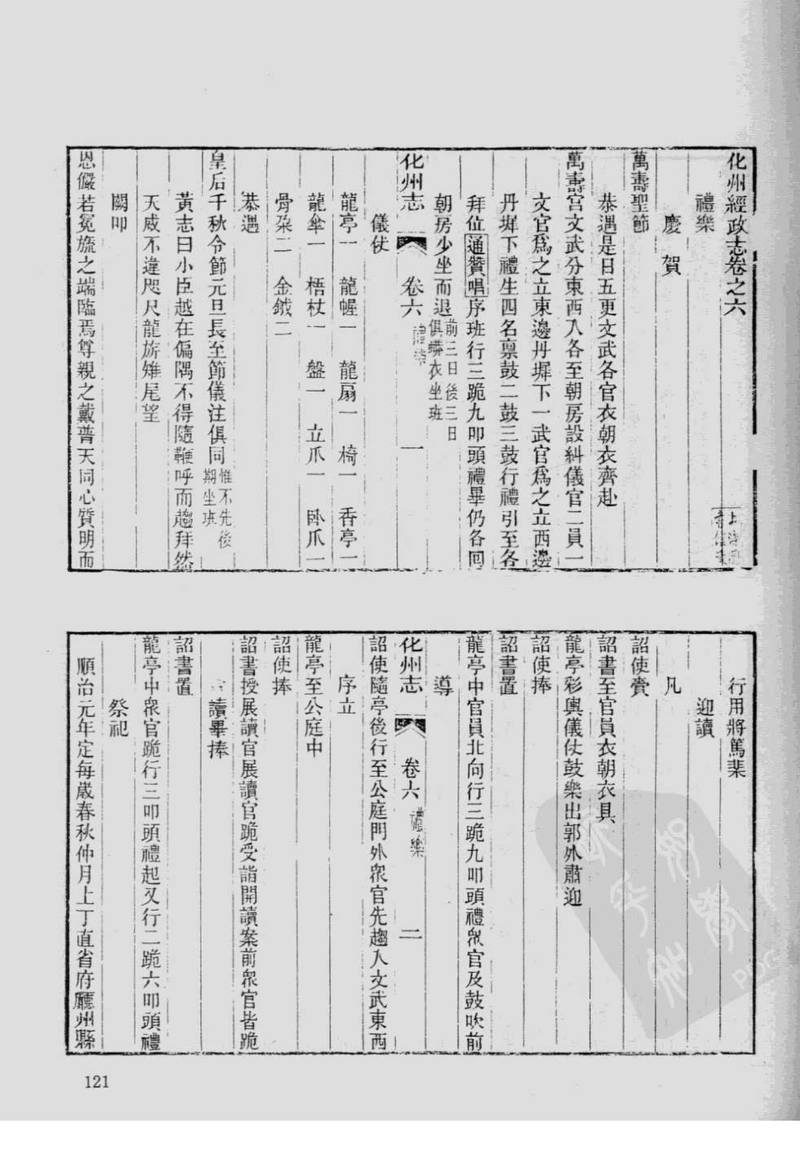 化州經政志卷之六
禮樂
慶賀
萬壽聖節
恭遇是日五更文武各官衣朝衣齊赴
萬壽宮文武分東西入各至朝房設糾儀官二員一
文官爲之立東邊丹墀下一武官爲之立西邊
丹墀下禮生四名稟鼓二鼓三鼓行禮引至各
拜位通贊唱序班行三跪九叩頭禮畢仍各回
朝房少坐而退前三日後三日俱蟒衣坐班
化州志 卷六 禮樂 一
儀仗
龍亭一 龍幄一 龍扇一 椅一 香亭一
龍傘一 梧杖一 盤一 立爪一 卧爪一
骨朶二 金鉞二
恭遇
皇后千秋令節元旦長至節儀注俱同惟不先後期坐班
黃志曰小臣越在偏隅不得隨鞭呼而趨拜然
天威不違咫尺龍旂雉尾望
闕叩
恩儼若冕旒之端臨焉尊親之戴普天同心贊明而
行用將篤棐
迎讀
凡
詔使賫
詔書至官員衣朝衣具
龍亭彩輿儀仗鼓樂出郭外肅迎
詔使捧
詔書置
龍亭中官員北向行三跪九叩頭禮衆官及鼓吹前
導
化州志 卷六 禮樂 二
詔使隨亭後行至公庭門外衆官先趨入文武東西
序立
龍亭至公庭中
詔使捧
詔書授展讀官展讀官跪受詣開讀案前衆官皆跪
讀畢捧
詔書置
龍亭中衆官跪行三叩頭禮起又行二跪六叩頭禮
祭祀
順治元年定每歲春秋仲月上丁直省府廳州縣
121
PDG